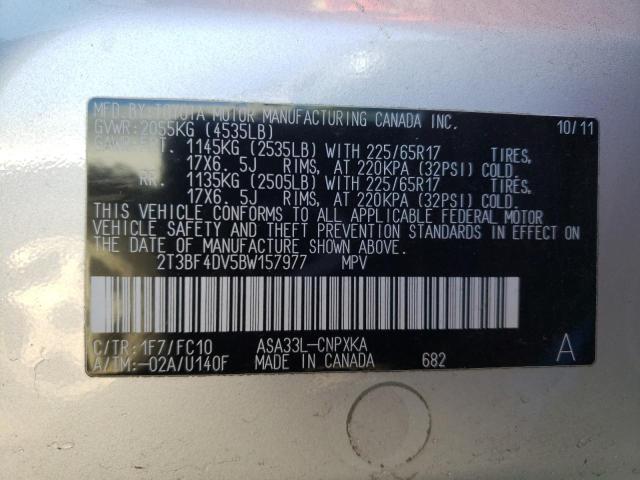 MFD BY: TOYOTA MOTOR MANUFACTURING CANADA INC.
GVWR: 2055KG (4535LB) 10/11
GAWR: FRT. 1145KG (2535LB) WITH 225/65R17 TIRES,
17X6. 5J RIMS, AT 220KPA (32PSI) COLD.
RR. 1135KG (2505LB) WITH 225/65R17 TIRES,
17X6. 5J RIMS, AT 220KPA (32PSI) COLD.
THIS VEHICLE CONFORMS TO ALL APPLICABLE FEDERAL MOTOR
VEHICLE SAFETY AND THEFT PREVENTION STANDARDS IN EFFECT ON
THE DATE OF MANUFACTURE SHOWN ABOVE.
2T3BF4DV5BW157977 MPV
C/TR:1F7/FC10 ASA33L-CNPXKA
A/TM:-02A/U140F MADE IN CANADA 682 A